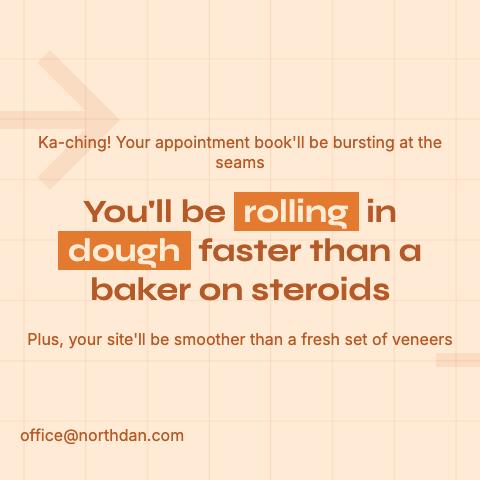 Ka-ching! Your appointment book'll be bursting at the
seams
You'll be rolling in
dough faster than a
baker on steroids
Plus, your site'll be smoother than a fresh set of veneers
office@northdan.com